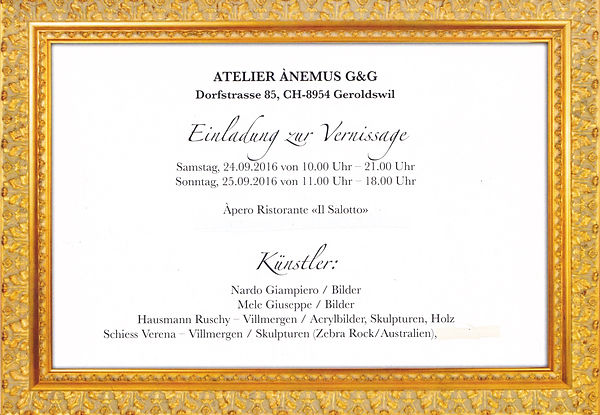 ATELIER ÀNEMUS G&G
Dorfstrasse 85, CH-8954 Geroldswil
Einladung zur Vernissage
Samstag, 24.09.2016 von 10.00 Uhr – 21.00 Uhr
Sonntag, 25.09.2016 von 11.00 Uhr – 18.00 Uhr
Àpero Ristorante «Il Salotto»
Künstler:
Nardo Giampiero / Bilder
Mele Giuseppe / Bilder
Hausmann Ruschy – Villmergen / Acrylbilder, Skulpturen, Holz
Schiess Verena – Villmergen / Skulpturen (Zebra Rock/Australien),